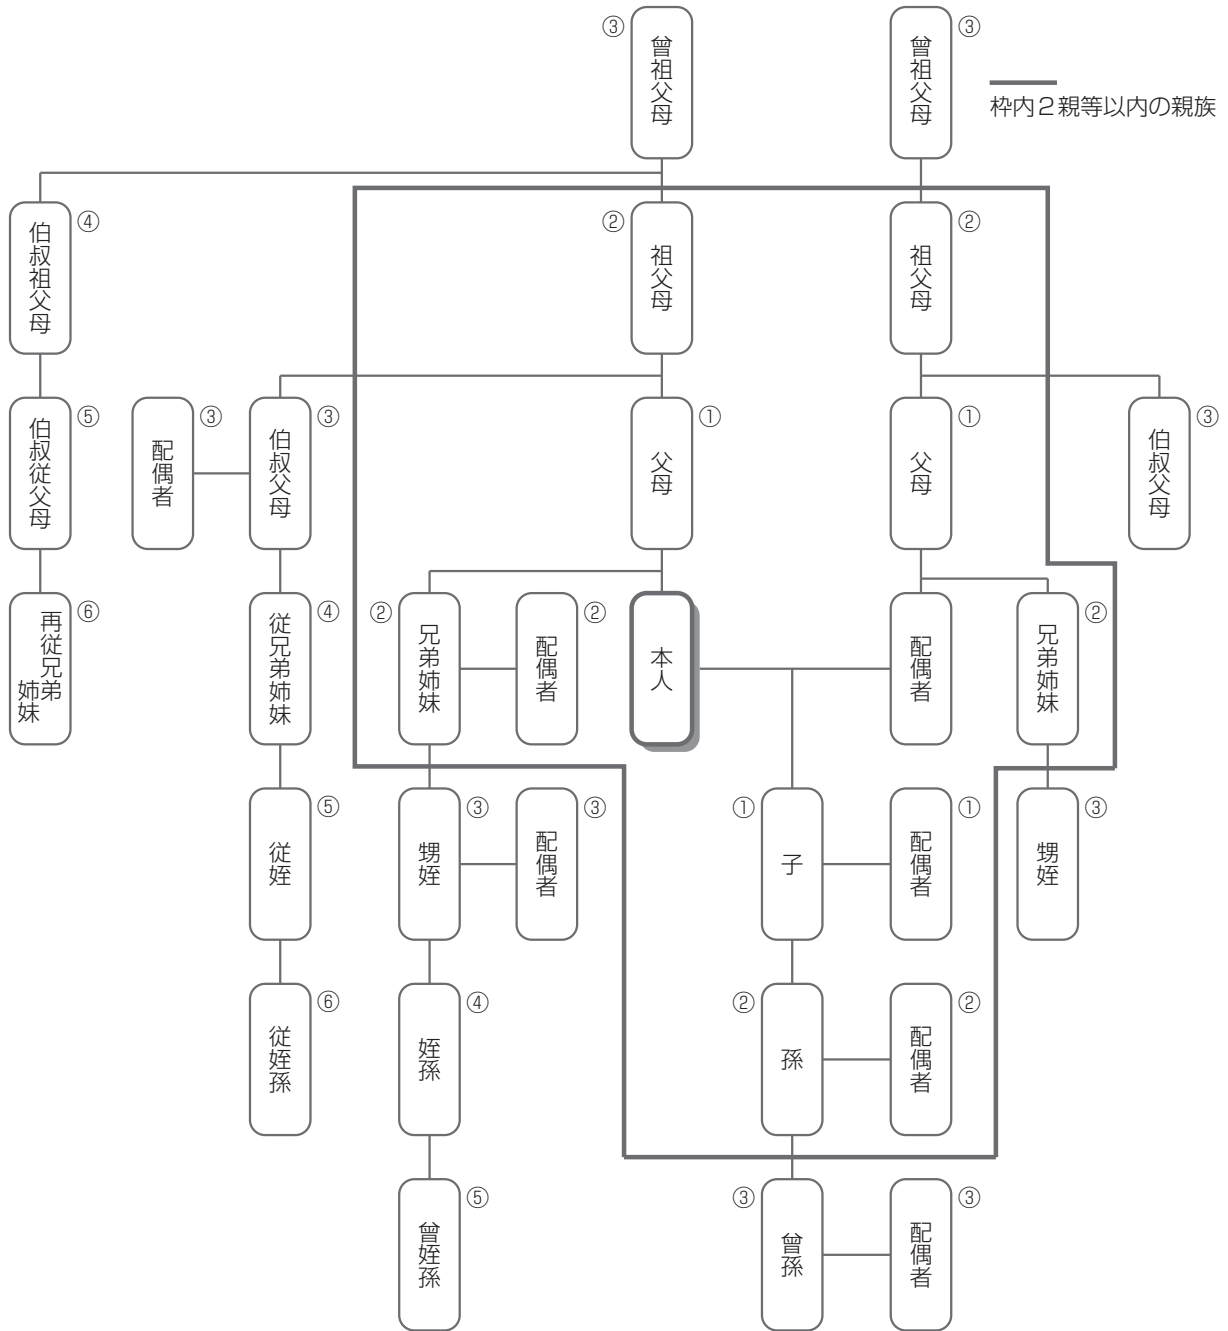 ③
曾祖父母
曾祖父母
③
枠内2親等以内の親族
伯叔祖父母
④
②
祖父母
祖父母
②
伯叔従父母
⑤
③
配偶者
伯叔父母
③
父母
①
父母
①
伯叔父母
③
再従兄弟
姉妹
⑥
従兄弟姉妹
④
②
兄弟姉妹
配偶者
②
本人
配偶者
兄弟姉妹
②
従姪
⑤
甥姪
③
配偶者
③
①
子
配偶者
①
甥姪
③
従姪孫
⑥
姪孫
④
②
孫
配偶者
②
曾姪孫
⑤
③
曾孫
配偶者
③